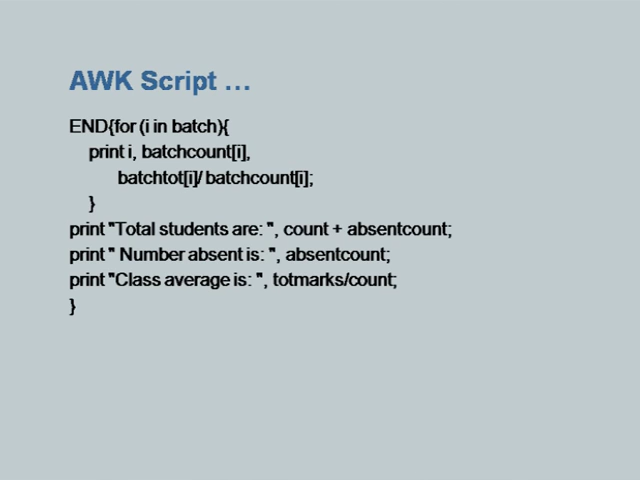 AWK Script …
END{for (i in batch){
print i, batchcount[i],
batchtot[i]/ batchcount[i];
}
print "Total students are: ", count + absentcount;
print " Number absent is: ", absentcount;
print "Class average is: ", totmarks/count;
}